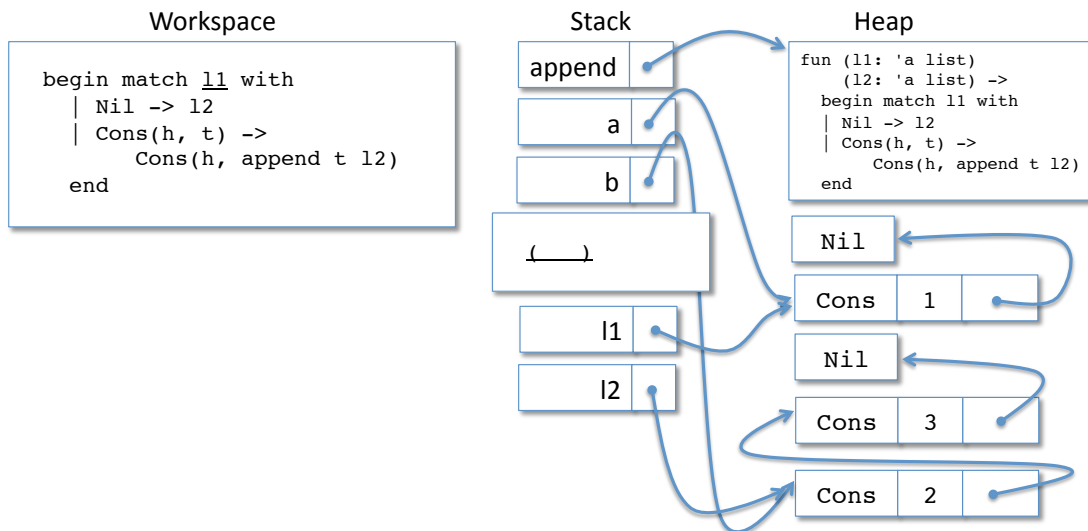 Workspace
begin match l1 with
| Nil -> l2
| Cons(h, t) ->
Cons(h, append t l2)
end
Stack
append
a
b
( )
l1
l2
Heap
fun (l1: 'a list)
(l2: 'a list) ->
begin match l1 with
| Nil -> l2
| Cons(h, t) ->
Cons(h, append t l2)
end
Nil
Cons 1
Nil
Cons 3
Cons 2